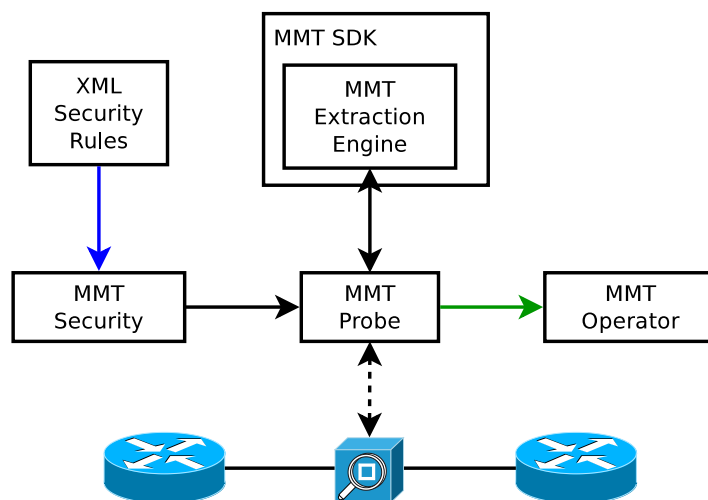 MMT SDK
XML
Security
Rules
MMT
Extraction
Engine
MMT
Security
MMT
Probe
MMT
Operator